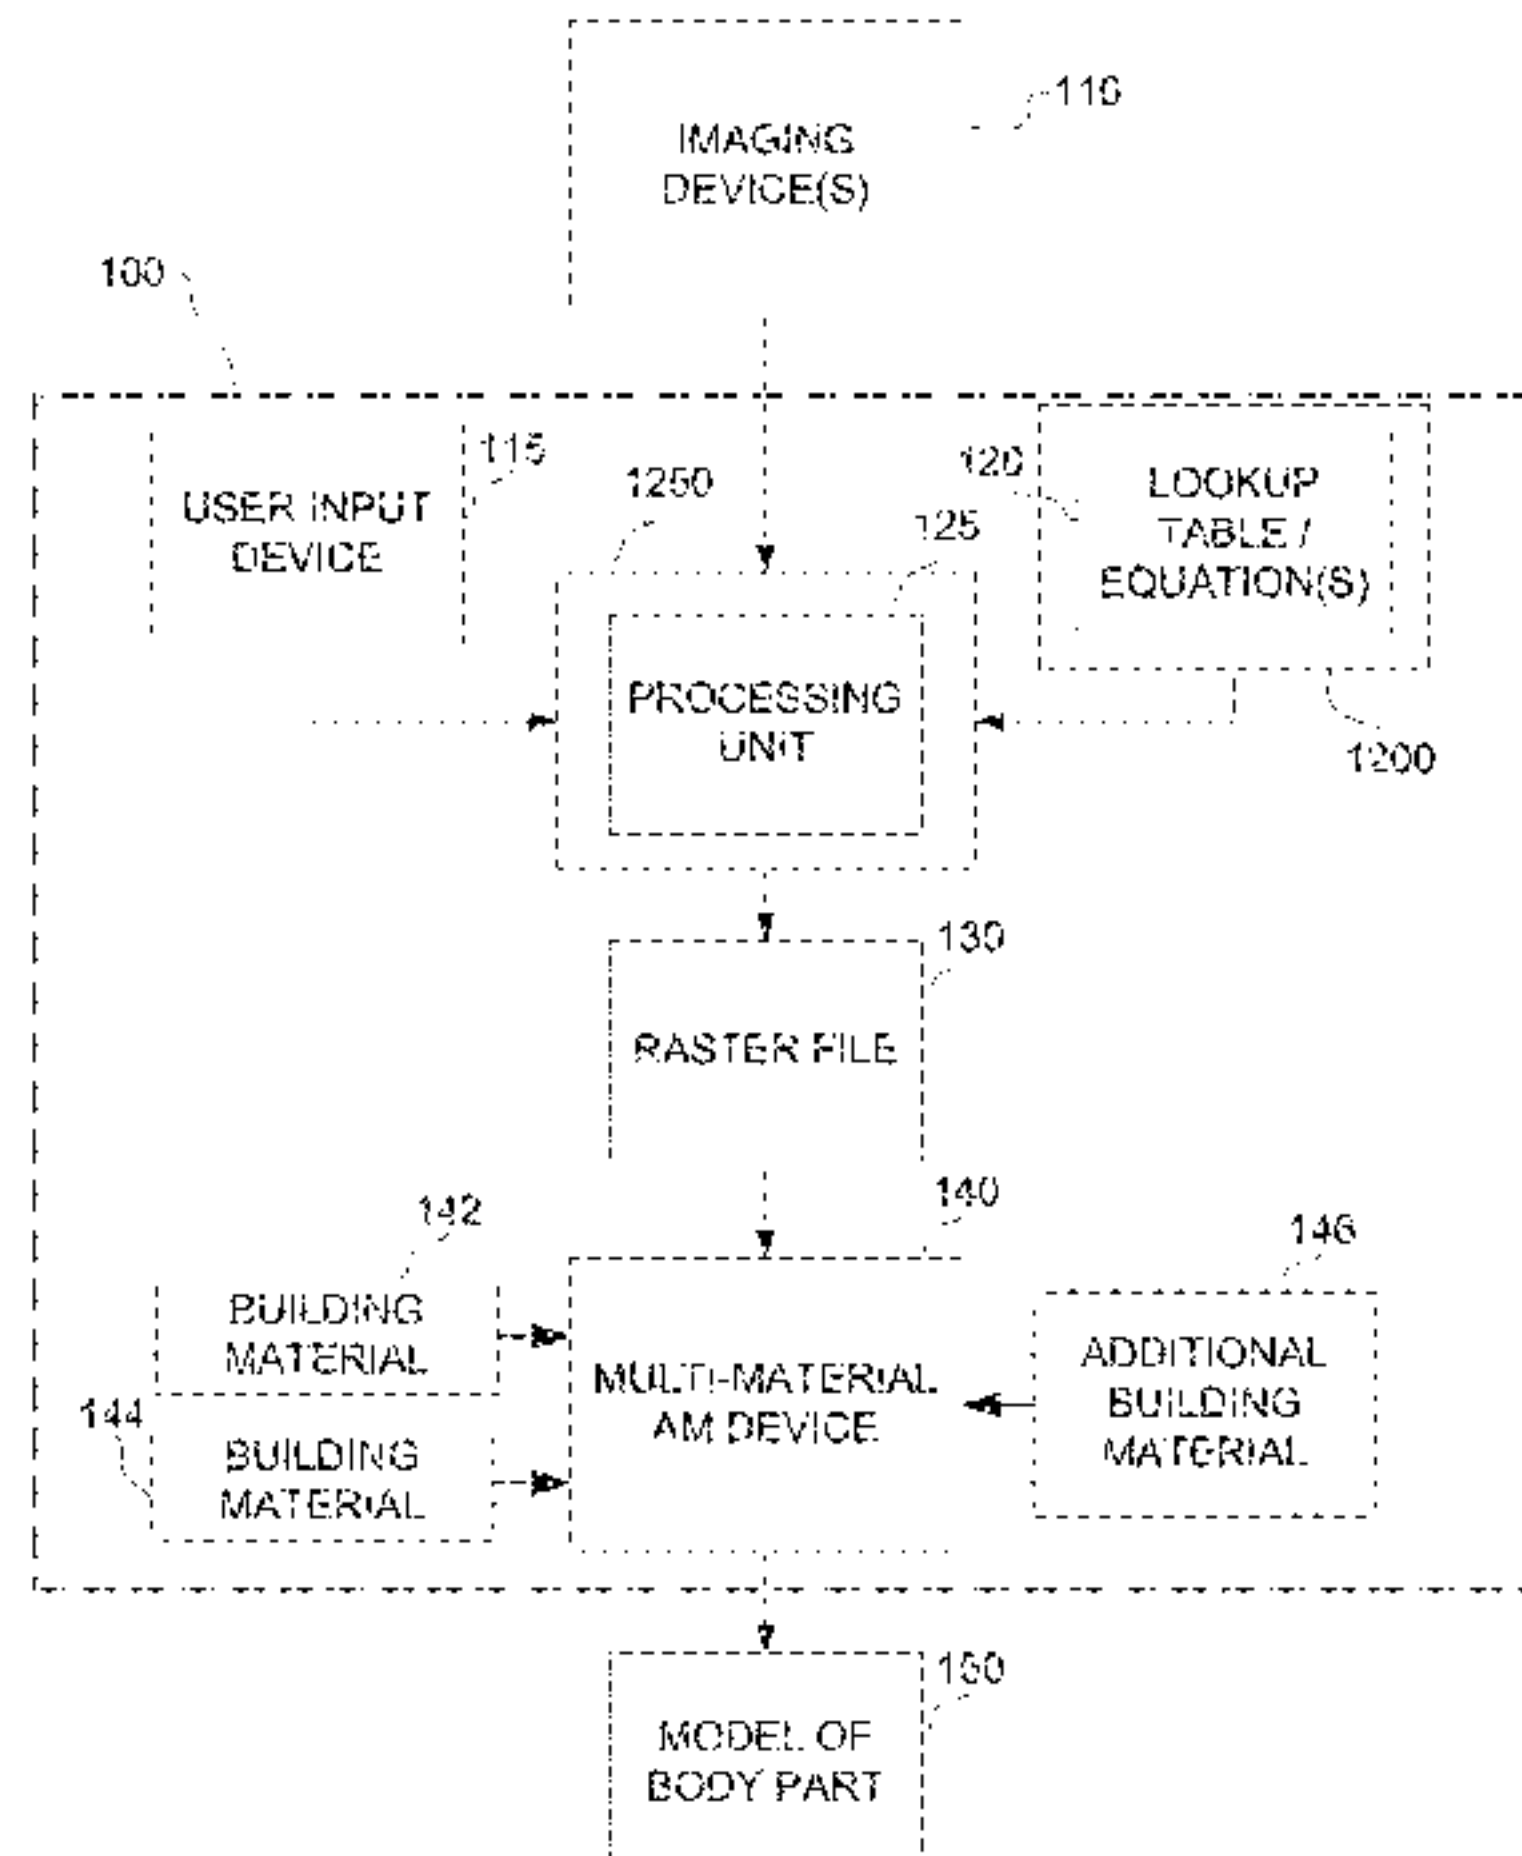 110
IMAGING
DEVICE(S)
100
USER INPUT
DEVICE
115
1250
125
120
LOOKUP
TABLE /
EQUATION(S)
PROCESSING
UNIT
1200
130
RASTER FILE
140
142
BUILDING
MATERIAL
144
BUILDING
MATERIAL
MULTI-MATERIAL
AM DEVICE
146
ADDITIONAL
BUILDING
MATERIAL
150
MODEL OF
BODY PART